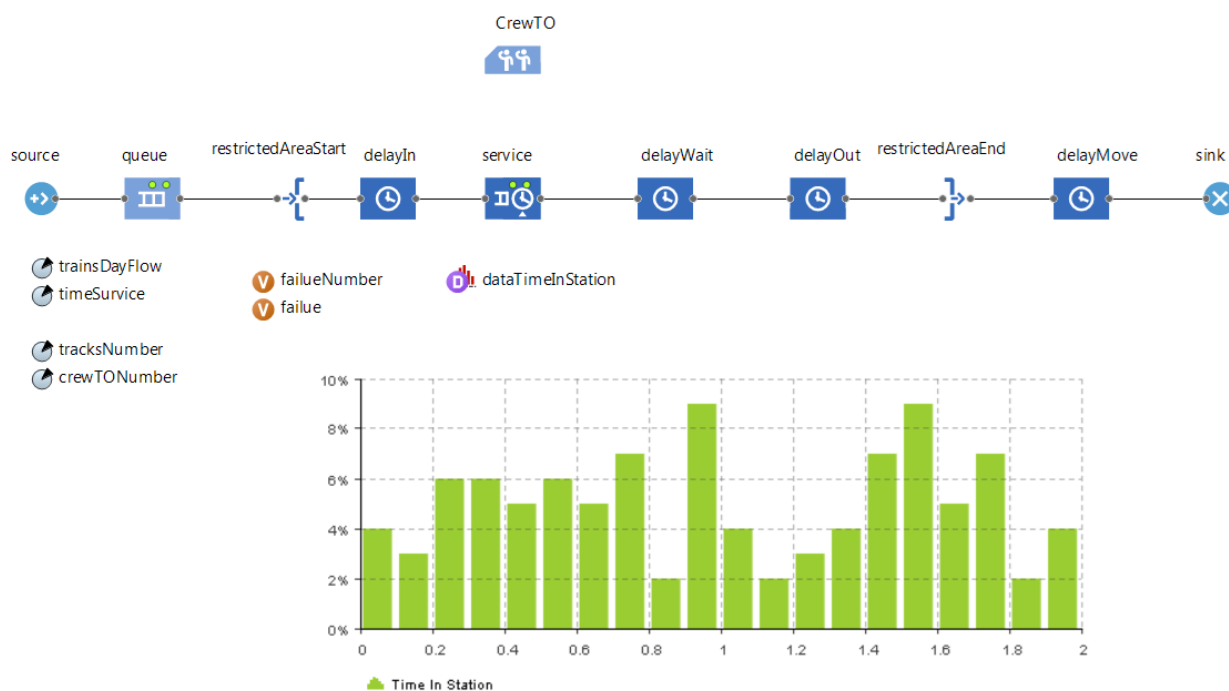 CrewTO
source queue restrictedAreaStart delayIn service delayWait delayOut restrictedAreaEnd delayMove sink
trainsDayFlow
timeSurvice
tracksNumber
crewTONumber
V failueNumber
V failue
D dataTimeInStation
10%
8%
6%
4%
2%
0%
0 0.2 0.4 0.6 0.8 1 1.2 1.4 1.6 1.8 2
Time In Station